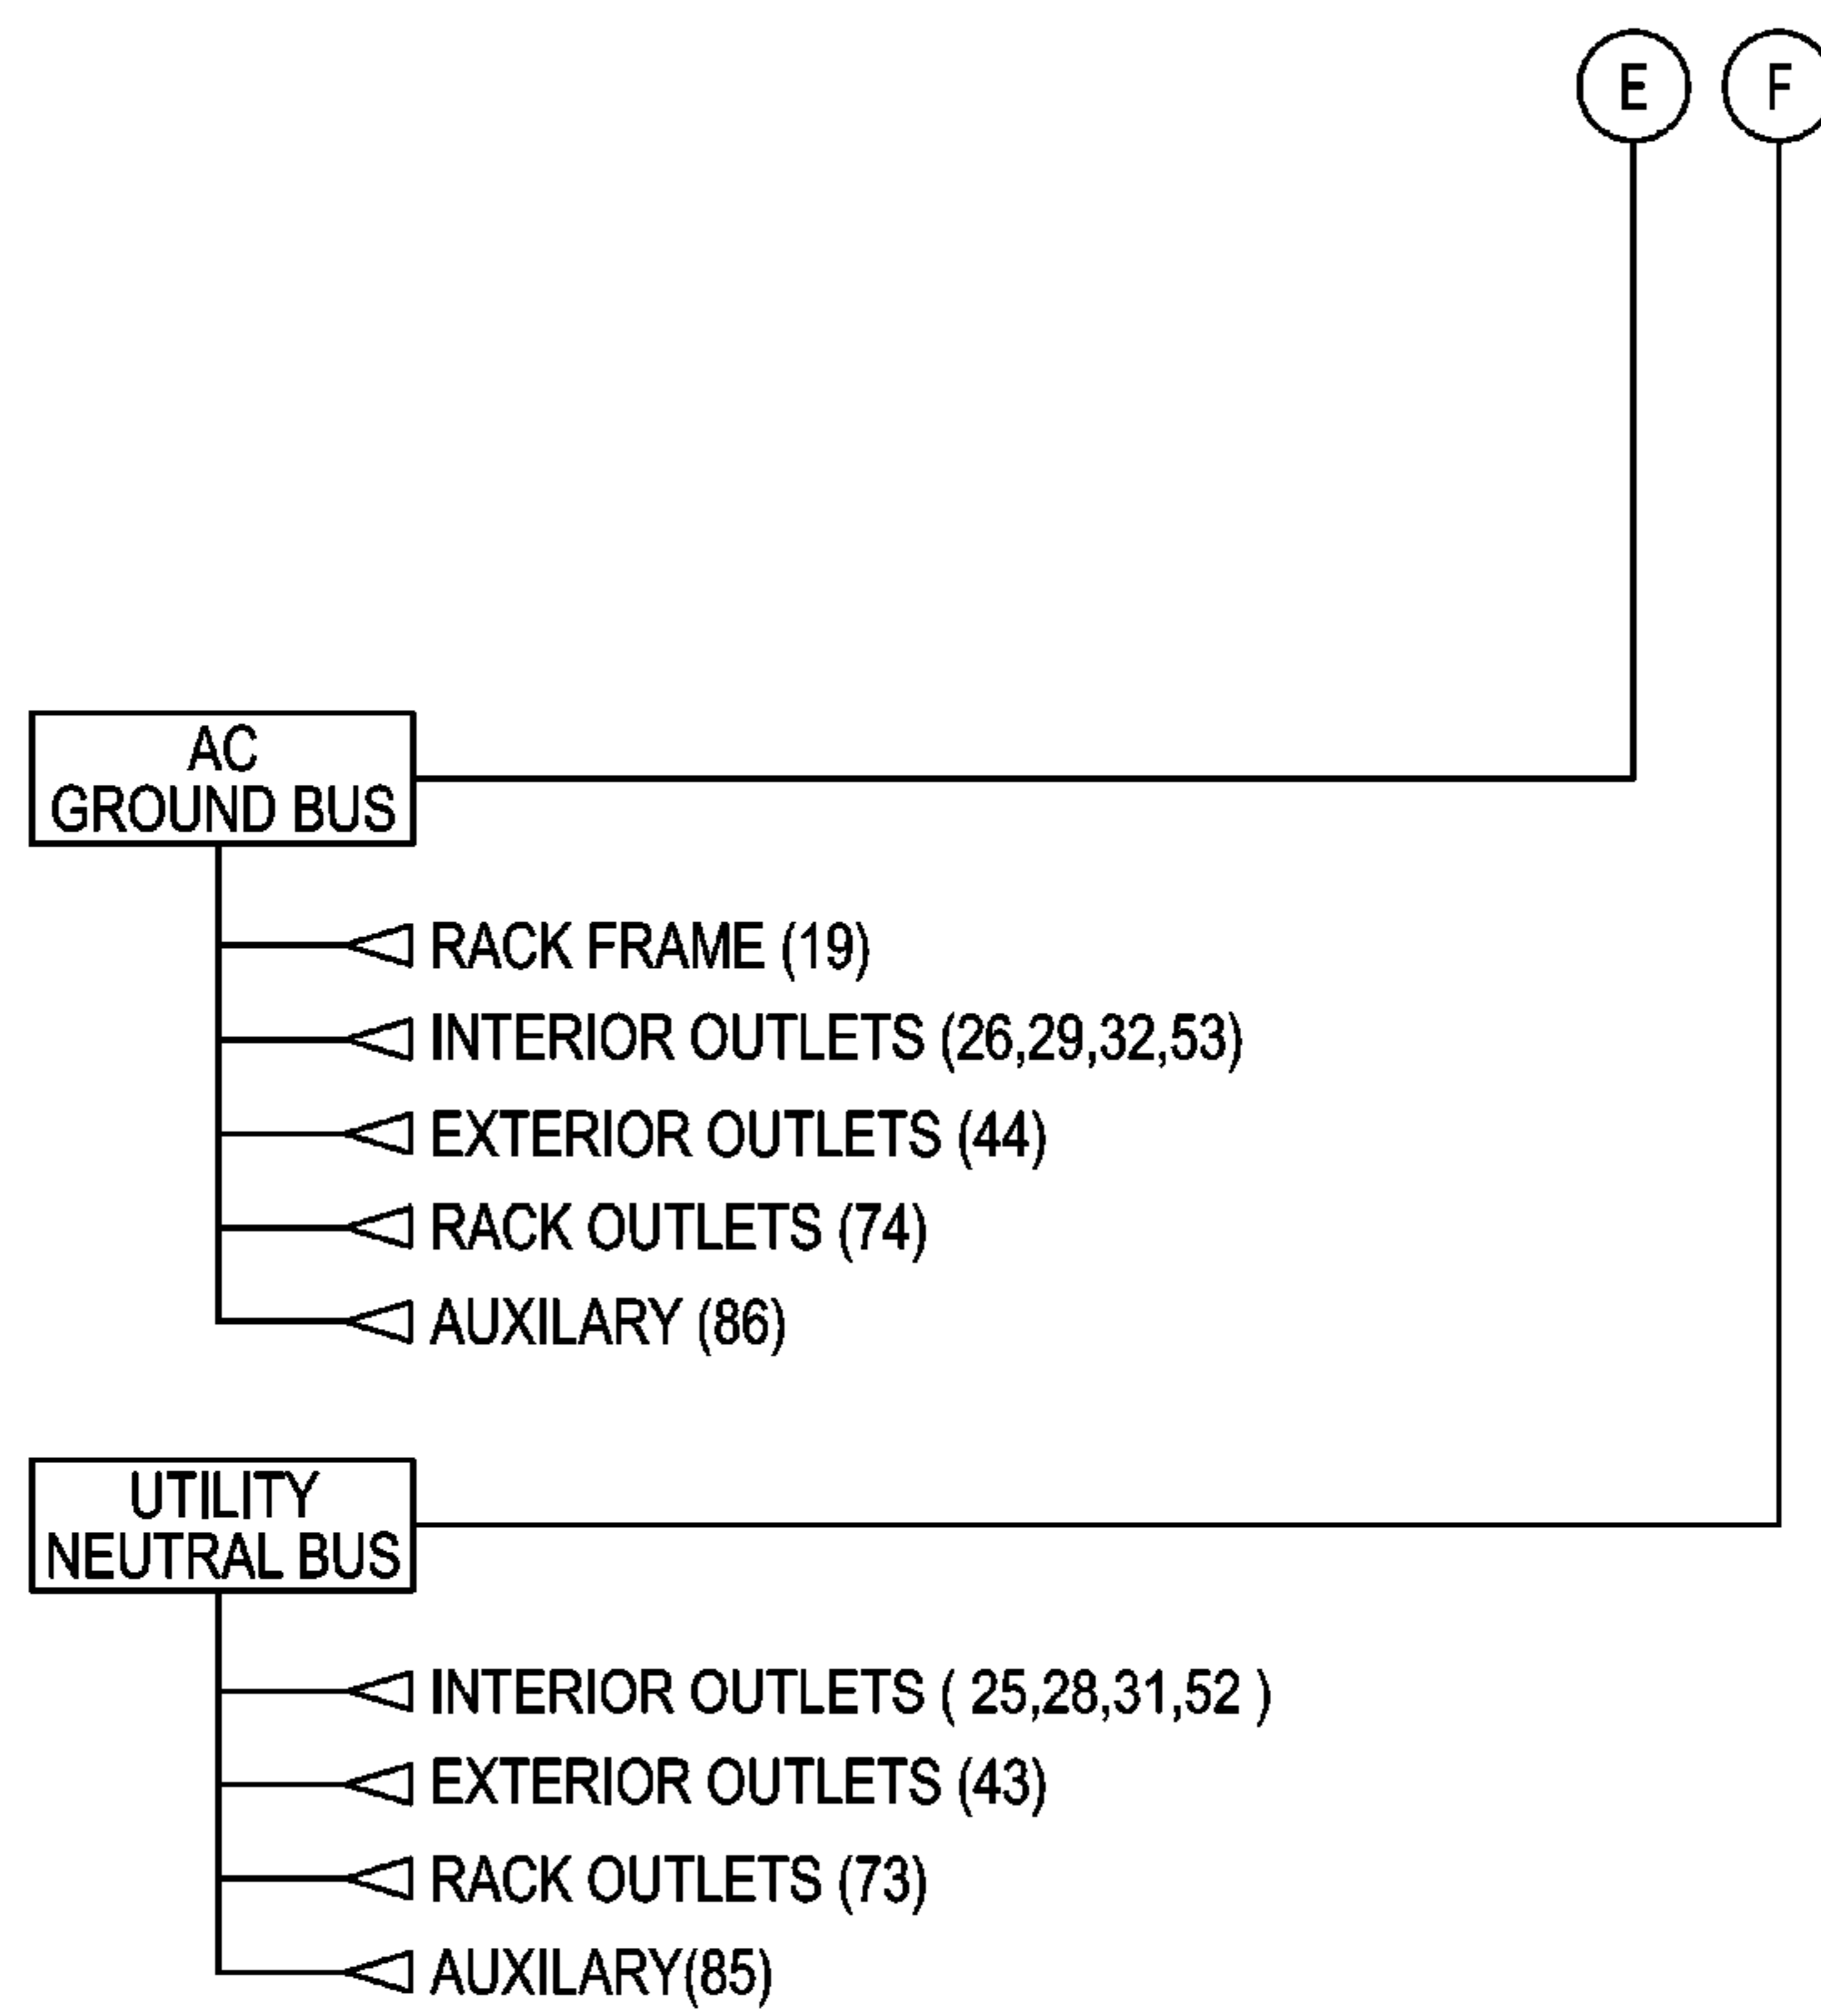 E F
AC
GROUND BUS
RACK FRAME (19)
INTERIOR OUTLETS (26,29,32,53)
EXTERIOR OUTLETS (44)
RACK OUTLETS (74)
AUXILARY (86)
UTILITY
NEUTRAL BUS
INTERIOR OUTLETS ( 25,28,31,52 )
EXTERIOR OUTLETS (43)
RACK OUTLETS (73)
AUXILARY(85)